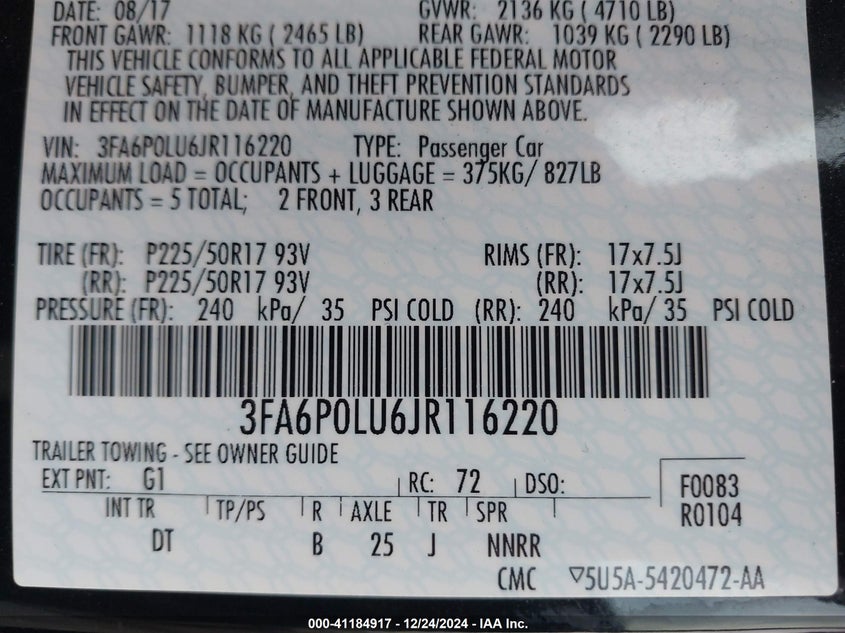 DATE: 08/17 GVWR: 2136 KG ( 4710 LB)
FRONT GAWR: 1118 KG ( 2465 LB) REAR GAWR: 1039 KG ( 2290 LB)
THIS VEHICLE CONFORMS TO ALL APPLICABLE FEDERAL MOTOR
VEHICLE SAFETY, BUMPER, AND THEFT PREVENTION STANDARDS
IN EFFECT ON THE DATE OF MANUFACTURE SHOWN ABOVE.
VIN: 3FA6P0LU6JR116220 TYPE: Passenger Car
MAXIMUM LOAD = OCCUPANTS + LUGGAGE = 375KG/ 827LB
OCCUPANTS = 5 TOTAL; 2 FRONT, 3 REAR
TIRE (FR): P225/50R17 93V RIMS (FR): 17x7.5J
(RR): P225/50R17 93V (RR): 17x7.5J
PRESSURE (FR): 240 kPa/ 35 PSI COLD (RR): 240 kPa/ 35 PSI COLD
3FA6P0LU6JR116220
TRAILER TOWING - SEE OWNER GUIDE
EXT PNT: G1 RC: 72 DSO: F0083
INT TR TP/PS R AXLE TR SPR R0104
DT B 25 J NNRR
CMC ▽5U5A-5420472-AA
000-41184917 - 12/24/2024 - IAA Inc.